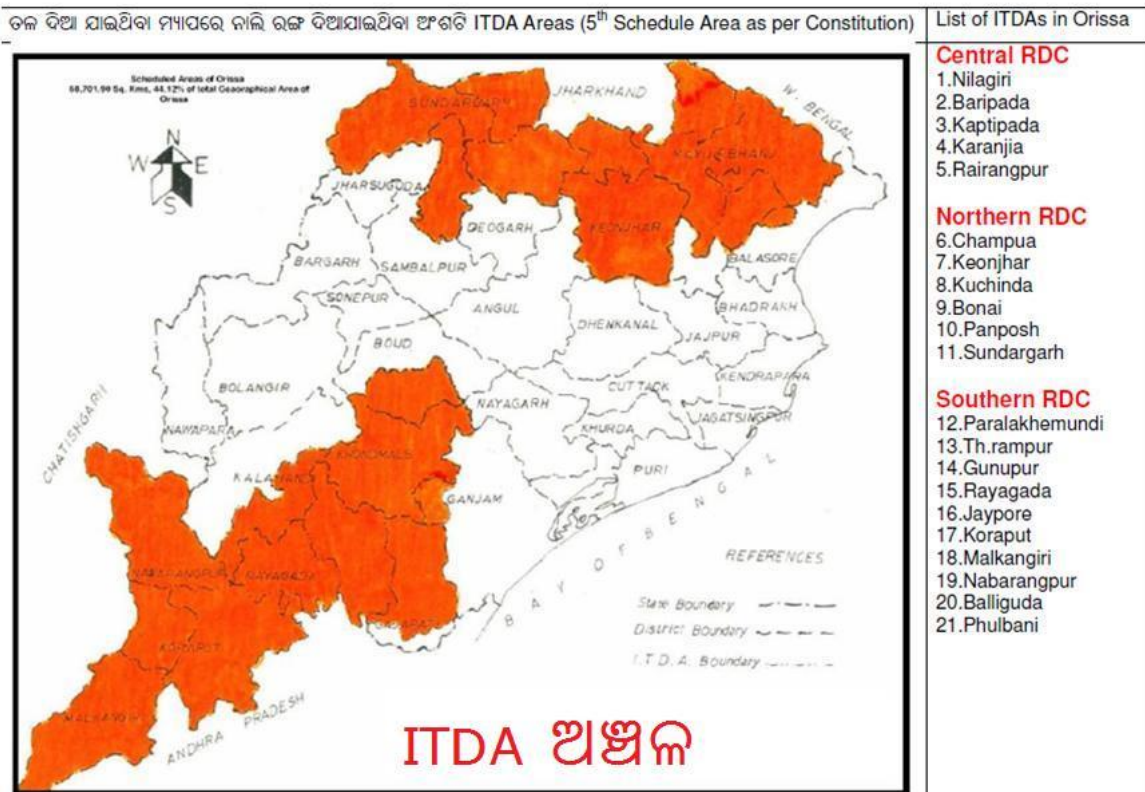 ତଳ ଦିଆ ଯାଇଥିବା ମ୍ୟାପରେ ନାଲି ରଙ୍ଗ ଦିଆଯାଇଥିବା ଅଂଶଟି ITDA Areas (5th Schedule Area as per Constitution)
Scheduled Areas of Orissa
Orissa
N
W E
S
JHARKHAND
W. BENGAL
SUNDARGARH
MAYURBHANJ
JHARSUGUDA
DEOGARH
KEONJHAR
BARGARH
SAMBALPUR
BALASORE
SONEPUR
ANGUL
BHADRAKH
DHENKANAL
JAJPUR
BOUD
BOLANGIR
CUTTACK
KENDRAPARA
NAYAGARH
JAGATSINGPUR
NAWAPARA
KHURDA
CHATISHGARH
KALAHANDI
PURI
GANJAM
BAY OF BENGAL
NAWARANGPUR
RAYAGADA
GAJAPATI
KORAPUT
MALKANGIRI
ANDHRA PRADESH
REFERENCES
State Boundary
District Boundary
I.T.D.A. Boundary
ITDA ଅଞ୍ଚଳ
List of ITDAs in Orissa
Central RDC
1.Nilagiri
2.Baripada
3.Kaptipada
4.Karanjia
5.Rairangpur
Northern RDC
6.Champua
7.Keonjhar
8.Kuchinda
9.Bonai
10.Panposh
11.Sundargarh
Southern RDC
12.Paralakhemundi
13.Th.rampur
14.Gunupur
15.Rayagada
16.Jaypore
17.Koraput
18.Malkangiri
19.Nabarangpur
20.Balliguda
21.Phulbani